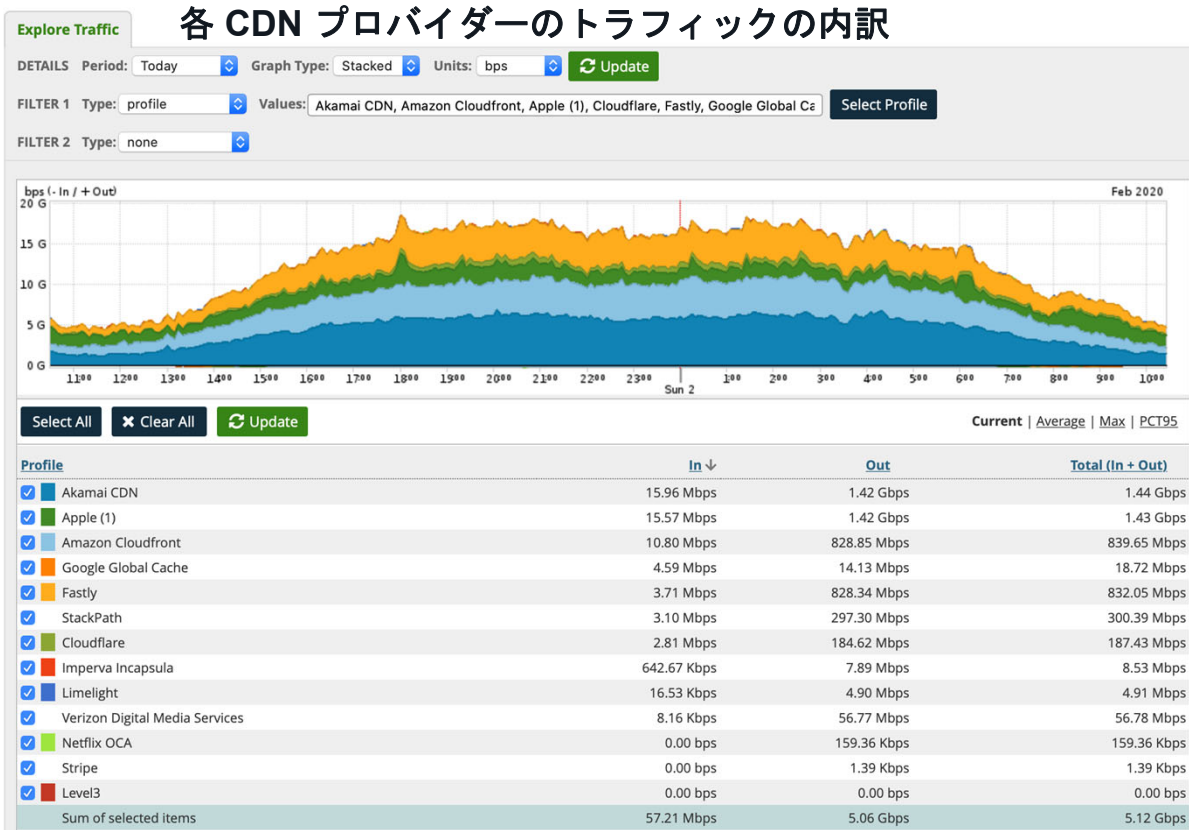 各 CDN プロバイダーのトラフィックの内訳
Explore Traffic
DETAILS Period: Today Graph Type: Stacked Units: bps Update
FILTER 1 Type: profile Values: Akamai CDN, Amazon Cloudfront, Apple (1), Cloudflare, Fastly, Google Global Ca Select Profile
FILTER 2 Type: none
bps (- In / + Out) Feb 2020
20 G
15 G
10 G
5 G
0 G
11:00 12:00 13:00 14:00 15:00 16:00 17:00 18:00 19:00 20:00 21:00 22:00 23:00 1:00 2:00 3:00 4:00 5:00 6:00 7:00 8:00 9:00 10:00
Sun 2
Select All Clear All Update Current | Average | Max | PCT95
Profile In Out Total (In + Out)
Akamai CDN 15.96 Mbps 1.42 Gbps 1.44 Gbps
Apple (1) 15.57 Mbps 1.42 Gbps 1.43 Gbps
Amazon Cloudfront 10.80 Mbps 828.85 Mbps 839.65 Mbps
Google Global Cache 4.59 Mbps 14.13 Mbps 18.72 Mbps
Fastly 3.71 Mbps 828.34 Mbps 832.05 Mbps
StackPath 3.10 Mbps 297.30 Mbps 300.39 Mbps
Cloudflare 2.81 Mbps 184.62 Mbps 187.43 Mbps
Imperva Incapsula 642.67 Kbps 7.89 Mbps 8.53 Mbps
Limelight 16.53 Kbps 4.90 Mbps 4.91 Mbps
Verizon Digital Media Services 8.16 Kbps 56.77 Mbps 56.78 Mbps
Netflix OCA 0.00 bps 159.36 Kbps 159.36 Kbps
Stripe 0.00 bps 1.39 Kbps 1.39 Kbps
Level3 0.00 bps 0.00 bps 0.00 bps
Sum of selected items 57.21 Mbps 5.06 Gbps 5.12 Gbps